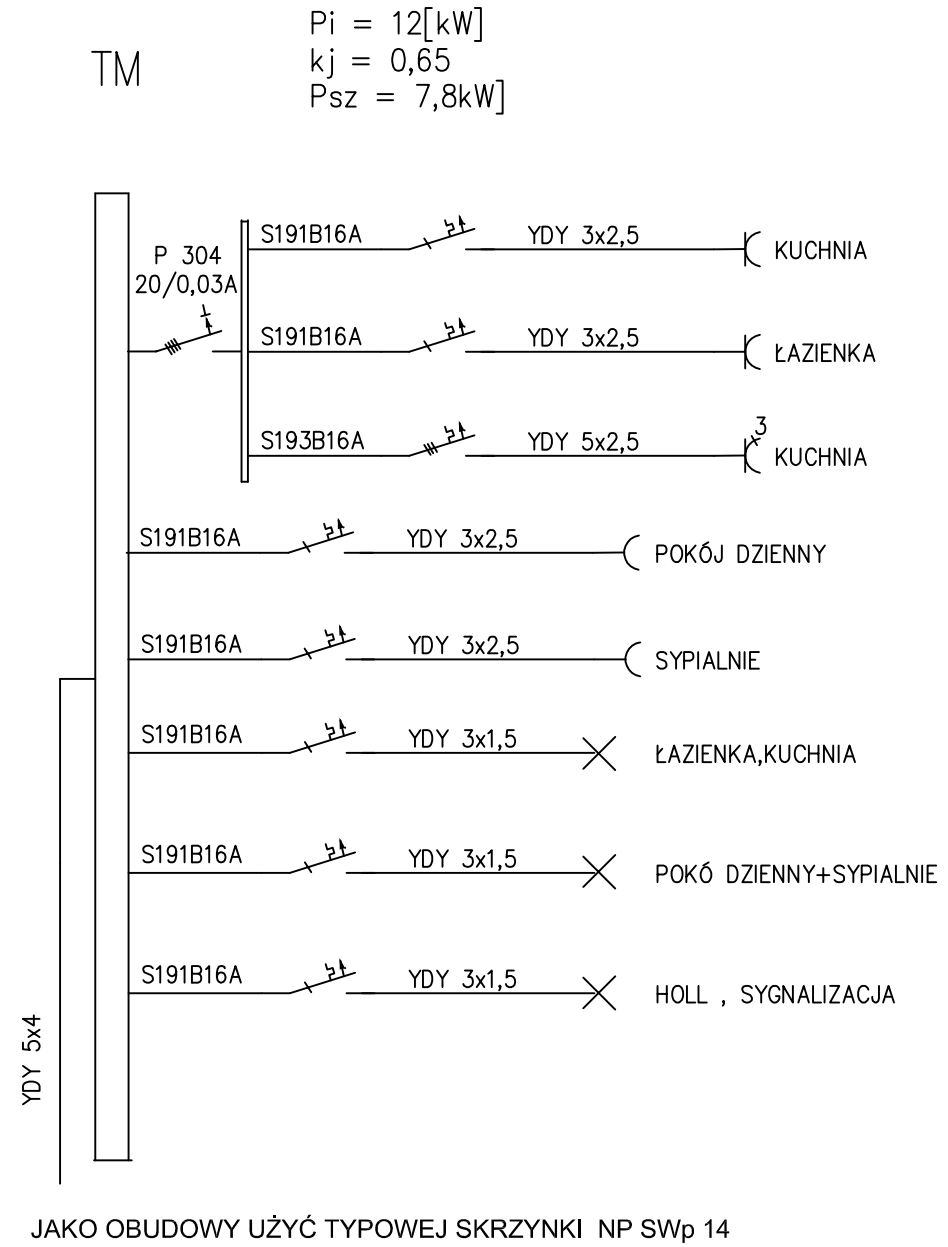 TM
Pi = 12[kW]
kj = 0,65
Psz = 7,8kW]
P 304
20/0,03A
S191B16A YDY 3x2,5 KUCHNIA
S191B16A YDY 3x2,5 ŁAZIENKA
S193B16A YDY 5x2,5 3 KUCHNIA
S191B16A YDY 3x2,5 POKÓJ DZIENNY
S191B16A YDY 3x2,5 SYPIALNIE
S191B16A YDY 3x1,5 ŁAZIENKA,KUCHNIA
S191B16A YDY 3x1,5 POKÓ DZIENNY+SYPIALNIE
S191B16A YDY 3x1,5 HOLL , SYGNALIZACJA
YDY 5x4
JAKO OBUDOWY UŻYĆ TYPOWEJ SKRZYNKI NP SWp 14